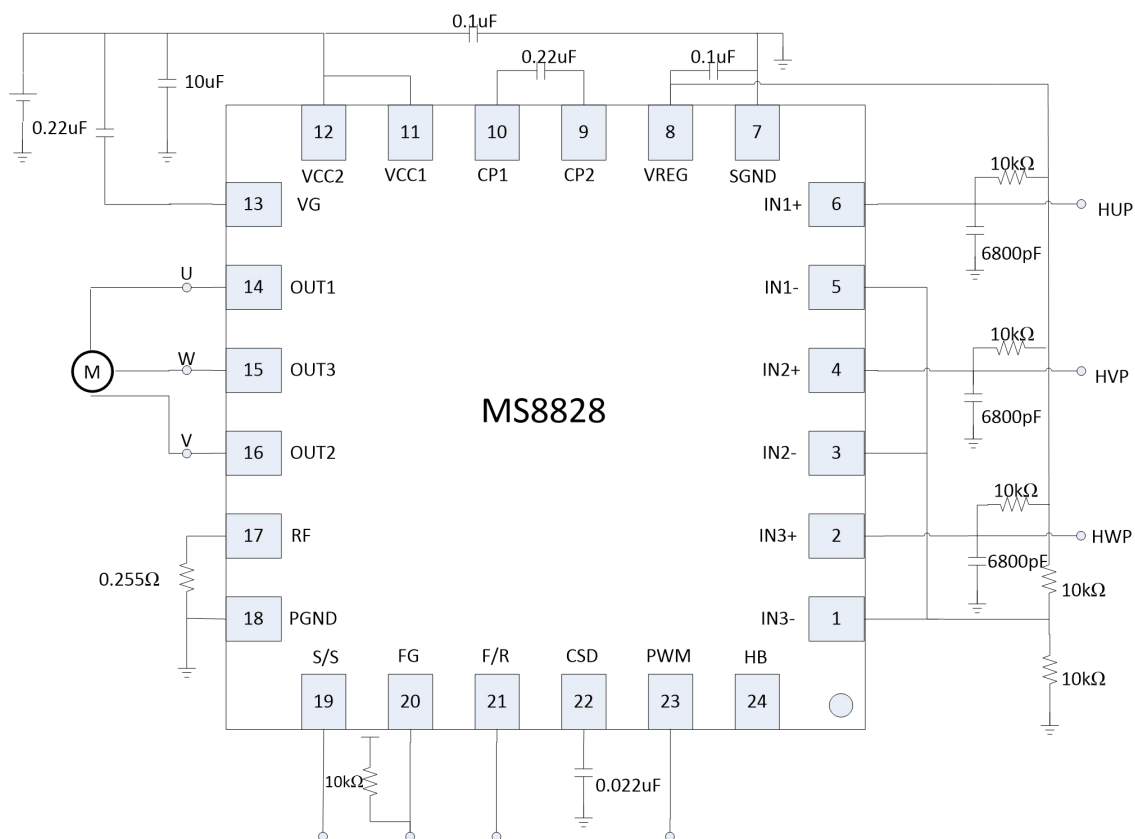 0.1uF
0.22uF
0.1uF
10uF
0.22uF
12
11
10
9
8
7
VCC2
VCC1
CP1
CP2
VREG
SGND
10kΩ
13
VG
IN1+
6
HUP
6800pF
U
14
OUT1
IN1-
5
10kΩ
W
M
15
OUT3
IN2+
4
HVP
MS8828
6800pF
V
16
OUT2
IN2-
3
10kΩ
17
RF
IN3+
2
HWP
6800pF
0.255Ω
10kΩ
18
PGND
IN3-
1
S/S
FG
F/R
CSD
PWM
HB
10kΩ
19
20
21
22
23
24
10kΩ
0.022uF